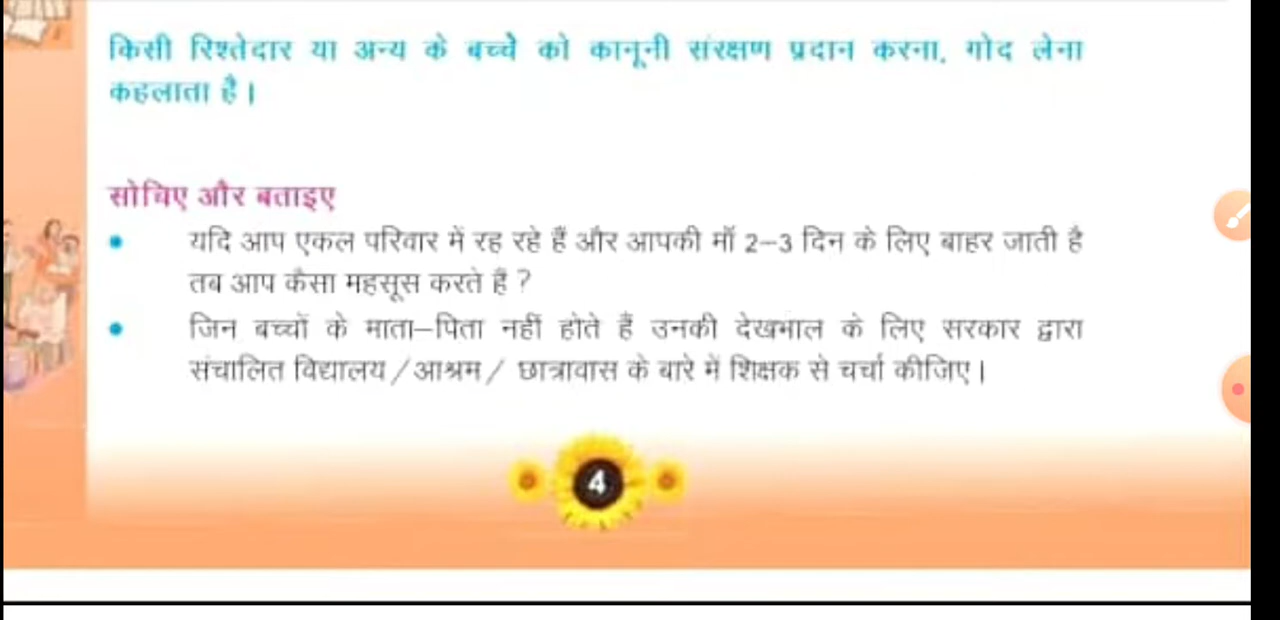 किसी रिश्तेदार या अन्य के बच्चे को कानूनी संरक्षण प्रदान करना, गोद लेना
कहलाता है।
सोचिए और बताइए
• यदि आप एकल परिवार में रह रहे हैं और आपकी माँ 2–3 दिन के लिए बाहर जाती है
तब आप कैसा महसूस करते हैं ?
• जिन बच्चों के माता–पिता नहीं होते हैं उनकी देखभाल के लिए सरकार द्वारा
संचालित विद्यालय / आश्रम / छात्रावास के बारे में शिक्षक से चर्चा कीजिए।
4